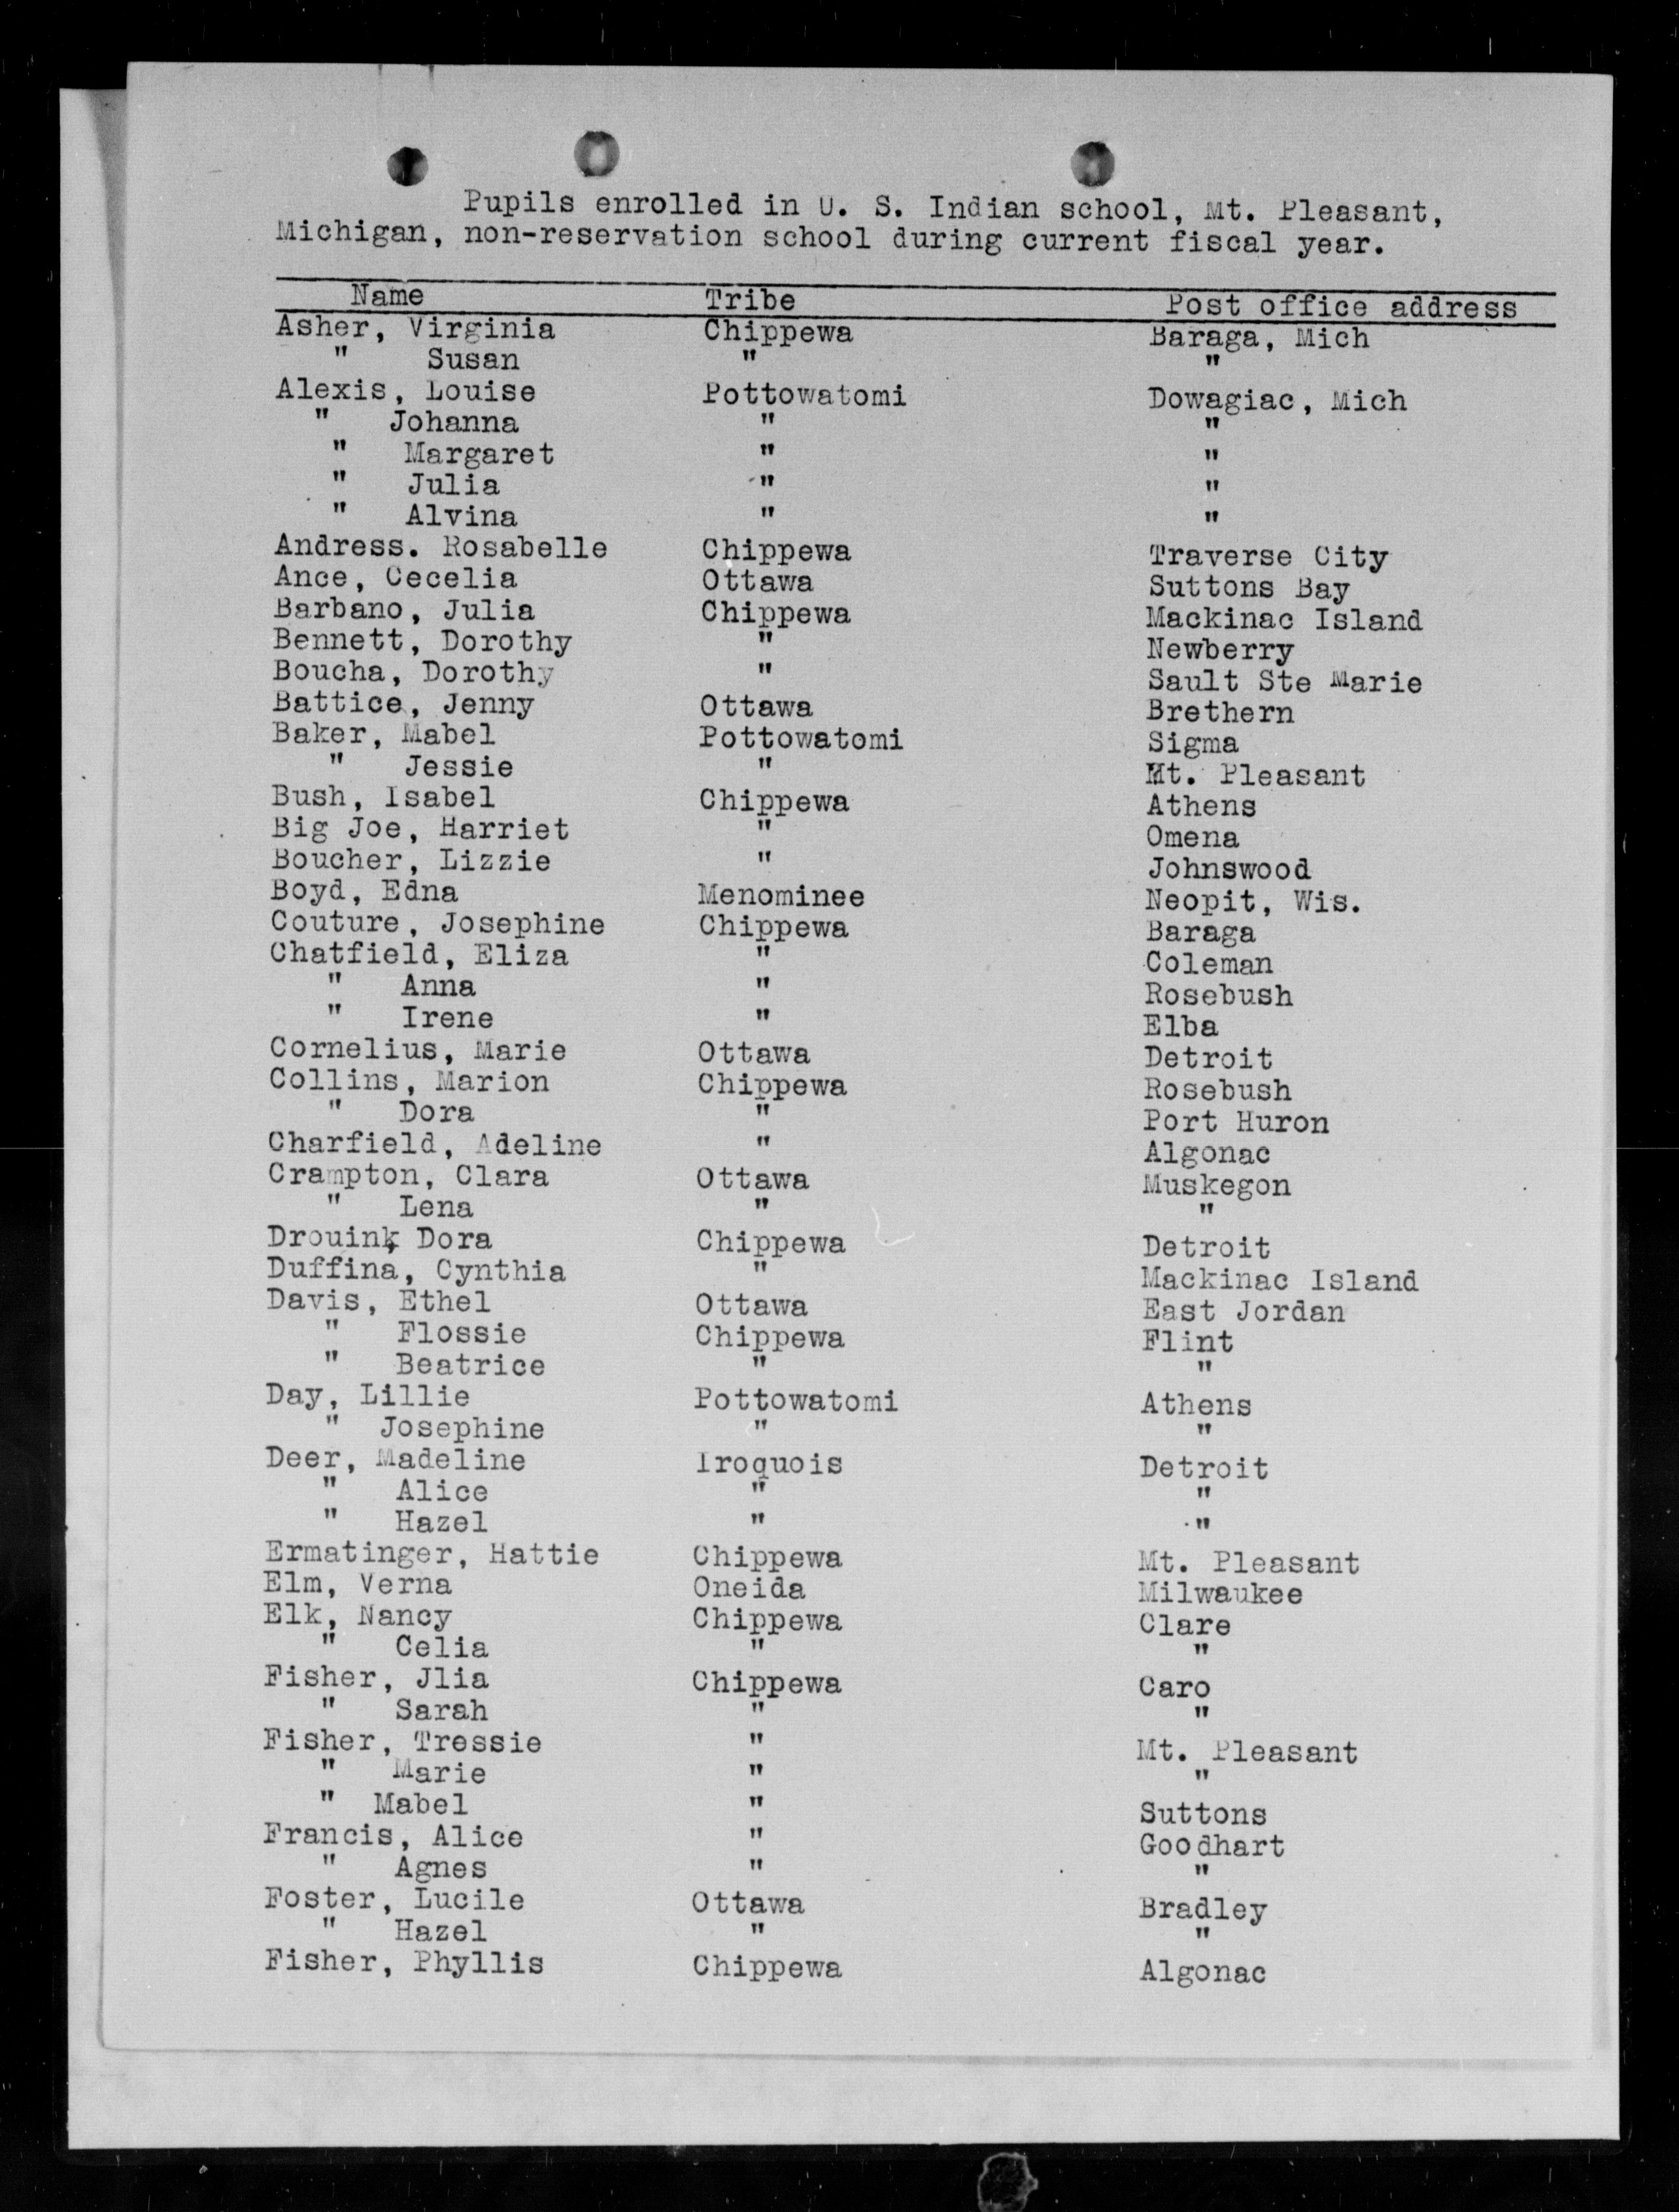 Pupils enrolled in U. S. Indian school, Mt. Pleasant,
Michigan, non-reservation school during current fiscal year.
Name Tribe Post office address
Asher, Virginia Chippewa Baraga, Mich
" Susan " "
Alexis, Louise Pottowatomi Dowagiac, Mich
" Johanna " "
" Margaret " "
" Julia " "
" Alvina " "
Andress. Rosabelle Chippewa Traverse City
Ance, Cecelia Ottawa Suttons Bay
Barbano, Julia Chippewa Mackinac Island
Bennett, Dorothy " Newberry
Boucha, Dorothy " Sault Ste Marie
Battice, Jenny Ottawa Brethern
Baker, Mabel Pottowatomi Sigma
" Jessie " Mt. Pleasant
Bush, Isabel Chippewa Athens
Big Joe, Harriet " Omena
Boucher, Lizzie " Johnswood
Boyd, Edna Menominee Neopit, Wis.
Couture, Josephine Chippewa Baraga
Chatfield, Eliza " Coleman
" Anna " Rosebush
" Irene " Elba
Cornelius, Marie Ottawa Detroit
Collins, Marion Chippewa Rosebush
" Dora " Port Huron
Charfield, Adeline " Algonac
Crampton, Clara Ottawa Muskegon
" Lena " "
Drouin, Dora Chippewa Detroit
Duffina, Cynthia " Mackinac Island
Davis, Ethel Ottawa East Jordan
" Flossie Chippewa Flint
" Beatrice " "
Day, Lillie Pottowatomi Athens
" Josephine " "
Deer, Madeline Iroquois Detroit
" Alice " "
" Hazel " "
Ermatinger, Hattie Chippewa Mt. Pleasant
Elm, Verna Oneida Milwaukee
Elk, Nancy Chippewa Clare
" Celia " "
Fisher, Jlia Chippewa Caro
" Sarah " "
Fisher, Tressie " Mt. Pleasant
" Marie " "
" Mabel " Suttons
Francis, Alice " Goodhart
" Agnes " "
Foster, Lucile Ottawa Bradley
" Hazel " "
Fisher, Phyllis Chippewa Algonac